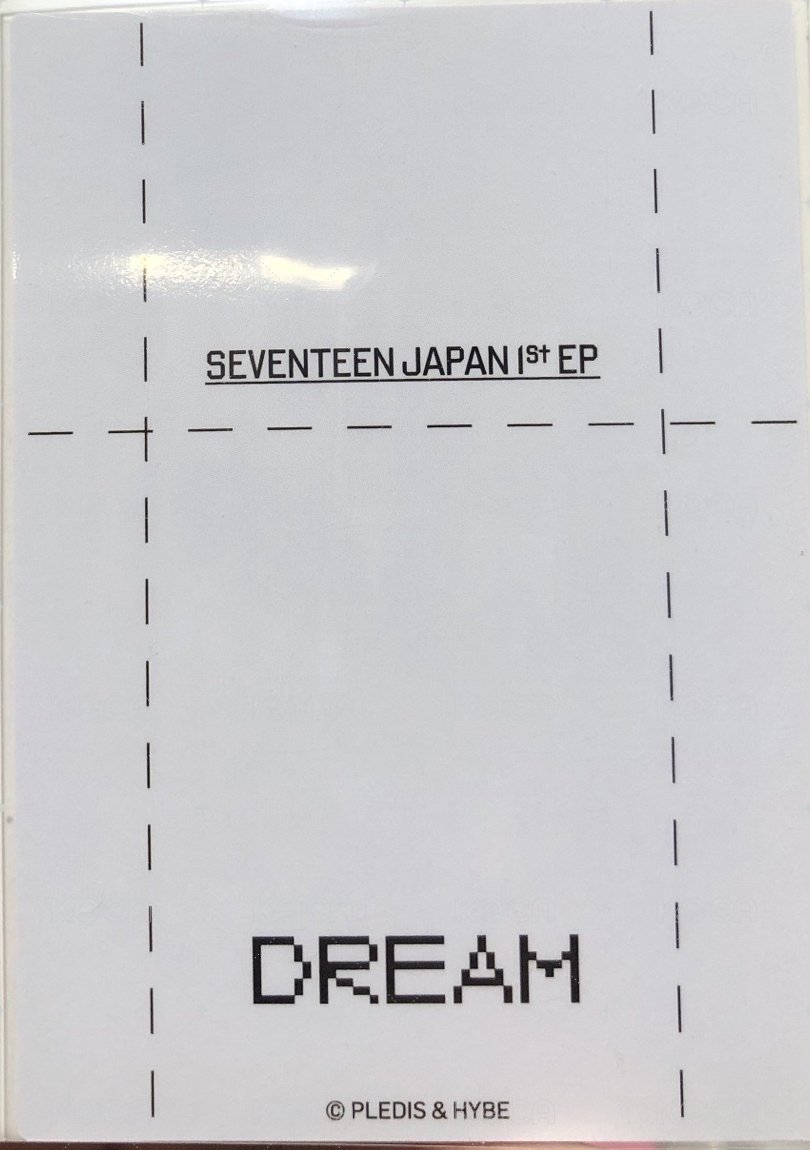 SEVENTEEN JAPAN 1st EP
DREAM
© PLEDIS & HYBE